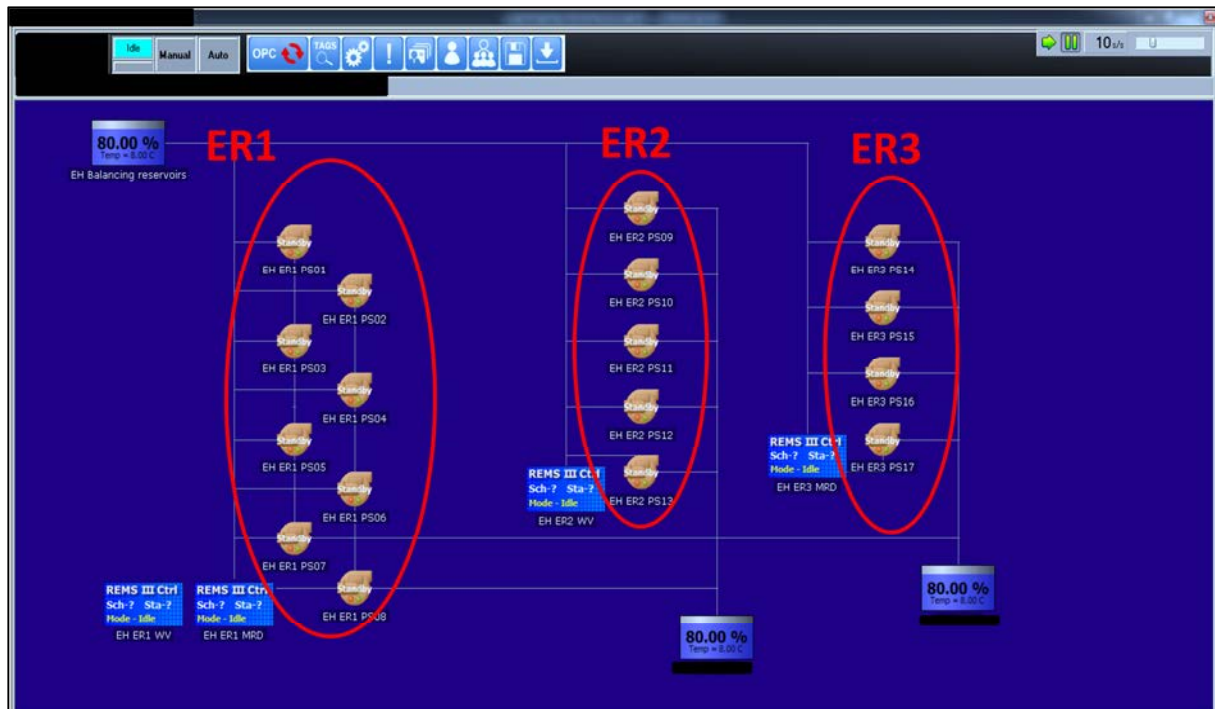 Idle
Manual
Auto
OPC
TAGS
10 s/s
80.00 %
Temp = 8.00 C
EH Balancing reservoirs
ER1
ER2
ER3
Standby
EH ER1 PS01
Standby
EH ER1 PS02
Standby
EH ER1 PS03
Standby
EH ER1 PS04
Standby
EH ER1 PS05
Standby
EH ER1 PS06
Standby
EH ER1 PS07
Standby
EH ER1 PS08
REMS III Ctrl
Sch-? Sta-?
Mode - Idle
EH ER1 WV
REMS III Ctrl
Sch-? Sta-?
Mode - Idle
EH ER1 MRD
Standby
EH ER2 PS09
Standby
EH ER2 PS10
Standby
EH ER2 PS11
Standby
EH ER2 PS12
Standby
EH ER2 PS13
REMS III Ctrl
Sch-? Sta-?
Mode - Idle
EH ER2 WV
Standby
EH ER3 PS14
Standby
EH ER3 PS15
Standby
EH ER3 PS16
Standby
EH ER3 PS17
REMS III Ctrl
Sch-? Sta-?
Mode - Idle
EH ER3 MRD
80.00 %
Temp = 8.00 C
80.00 %
Temp = 8.00 C